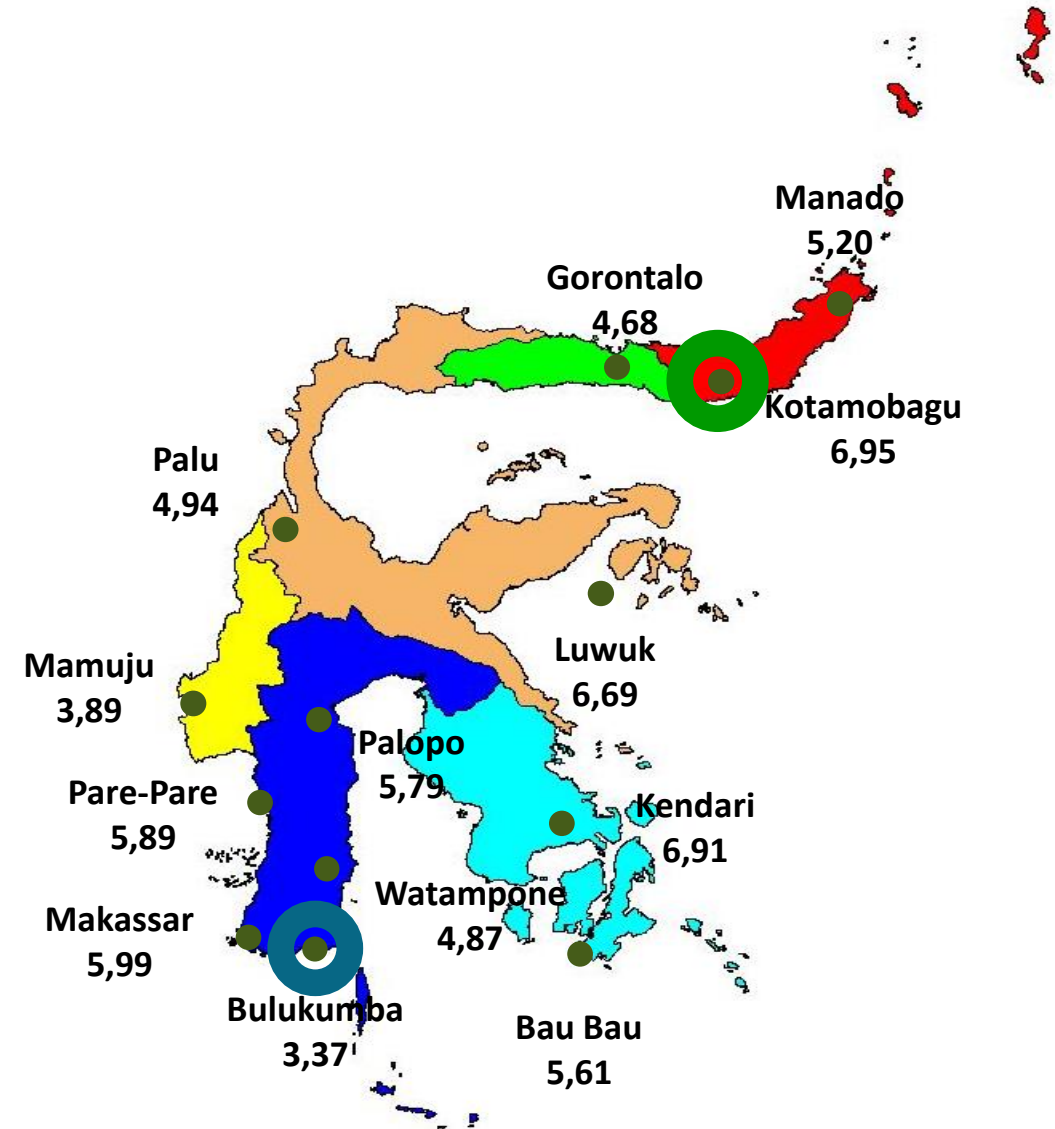 Manado
5,20
Gorontalo
4,68
Kotamobagu
6,95
Palu
4,94
Luwuk
6,69
Mamuju
3,89
Palopo
5,79
Pare-Pare
5,89
Kendari
6,91
Watampone
4,87
Makassar
5,99
Bulukumba
3,37
Bau Bau
5,61